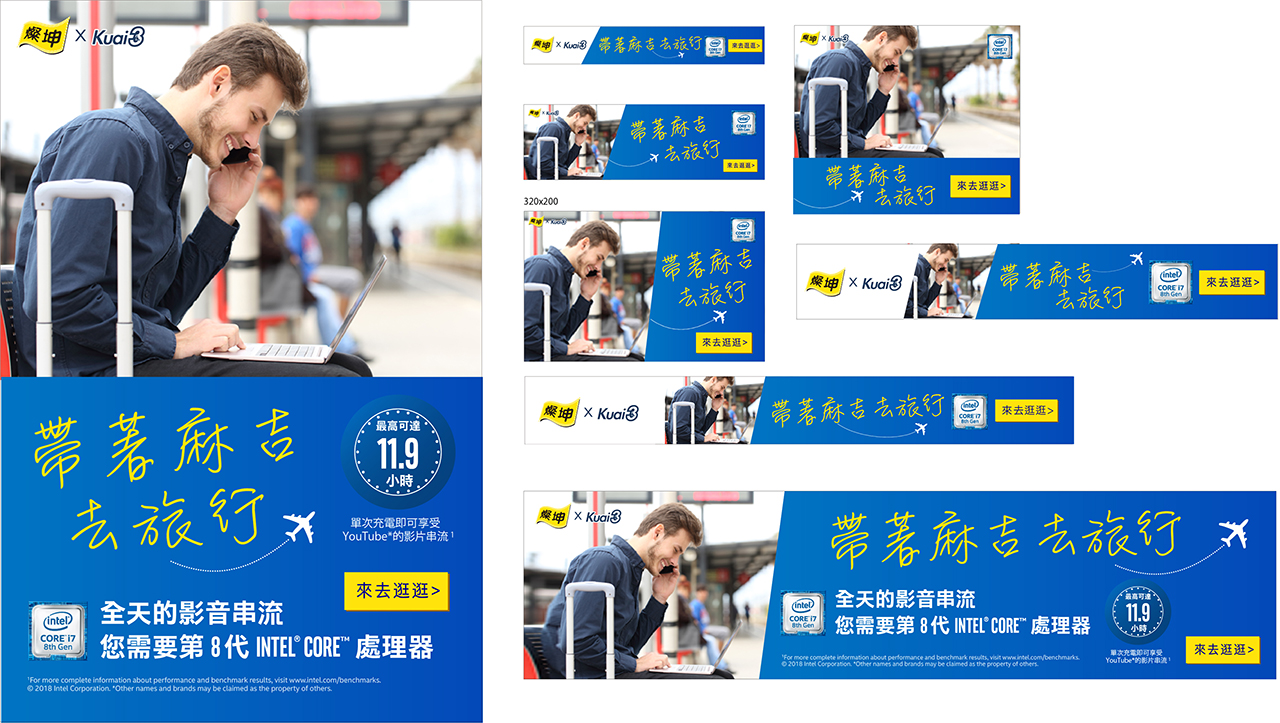 燦坤 X Kuai3
帶著麻吉
去旅行
最高可達
11.9
小時
單次充電即可享受
YouTube*的影片串流¹
來去逛逛>
intel
CORE i7
8th Gen
全天的影音串流
您需要第 8 代 INTEL® CORE™ 處理器
¹For more complete information about performance and benchmark results, visit www.intel.com/benchmarks.
© 2018 Intel Corporation. *Other names and brands may be claimed as the property of others.
燦坤 X Kuai3
帶著麻吉 去旅行
intel
CORE i7
8th Gen
來去逛逛>
燦坤 X Kuai3
帶著麻吉
去旅行
intel
CORE i7
8th Gen
來去逛逛>
320x200
燦坤 X Kuai3
帶著麻吉
去旅行
intel
CORE i7
8th Gen
來去逛逛>
燦坤 X Kuai3
intel
CORE i7
8th Gen
帶著麻吉
去旅行
來去逛逛>
燦坤 X Kuai3
帶著麻吉
去旅行
intel
CORE i7
8th Gen
來去逛逛>
燦坤 X Kuai3
帶著麻吉 去旅行
intel
CORE i7
8th Gen
來去逛逛>
燦坤 X Kuai3
帶著麻吉 去旅行
intel
CORE i7
8th Gen
全天的影音串流
您需要第 8 代 INTEL® CORE™ 處理器
最高可達
11.9
小時
單次充電即可享受
YouTube*的影片串流¹
來去逛逛>
¹For more complete information about performance and benchmark results, visit www.intel.com/benchmarks.
© 2018 Intel Corporation. *Other names and brands may be claimed as the property of others.